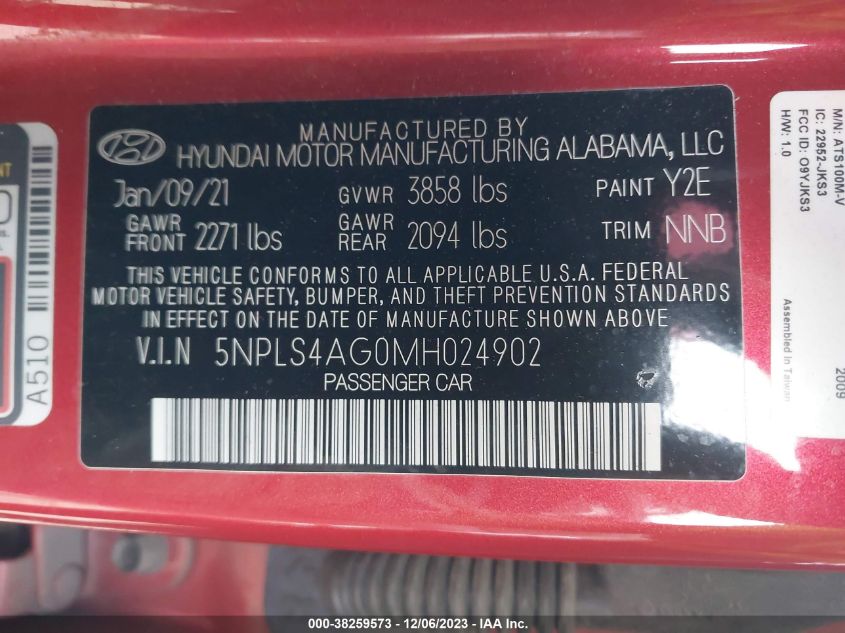 MANUFACTURED BY
HYUNDAI MOTOR MANUFACTURING ALABAMA, LLC
Jan/09/21 GVWR 3858 lbs PAINT Y2E
GAWR FRONT 2271 lbs GAWR REAR 2094 lbs TRIM NNB
THIS VEHICLE CONFORMS TO ALL APPLICABLE U.S.A. FEDERAL
MOTOR VEHICLE SAFETY, BUMPER, AND THEFT PREVENTION STANDARDS
IN EFFECT ON THE DATE OF MANUFACTURE SHOWN ABOVE
V.I.N 5NPLS4AG0MH024902
PASSENGER CAR
A510
M/N: ATS100M-V
IC: 22952-JKS3
FCC ID: O9YJKS3
H/W: 1.0
Assembled In Taiwan
2009
000-38259573 - 12/06/2023 - IAA Inc.